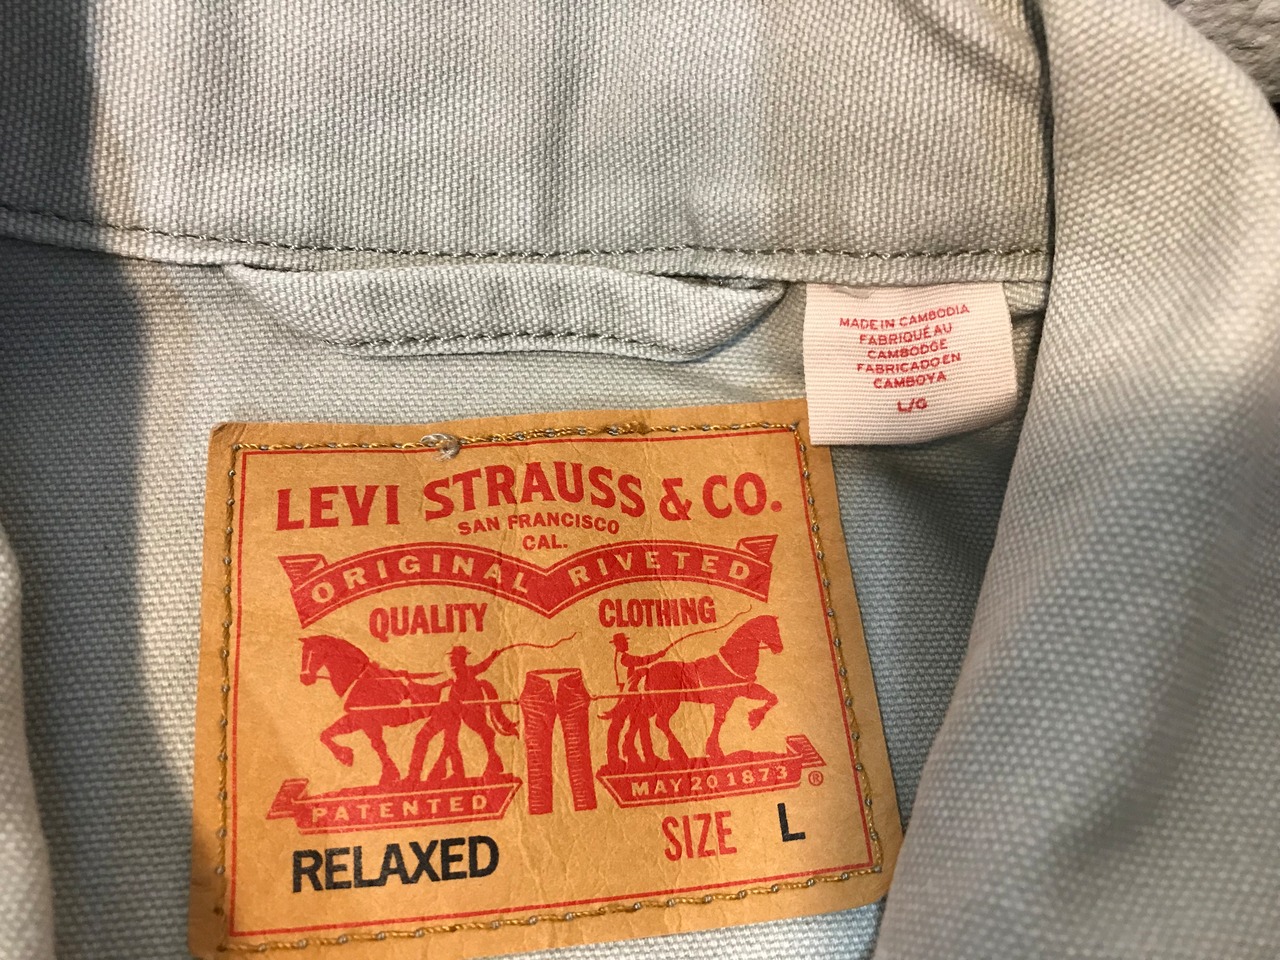 MADE IN CAMBODIA
FABRIQUÉ AU
CAMBODGE
FABRICADO EN
CAMBOYA
L/G
LEVI STRAUSS & CO.
SAN FRANCISCO
CAL.
ORIGINAL RIVETED
QUALITY CLOTHING
PATENTED MAY 20 1873 ®
RELAXED SIZE L